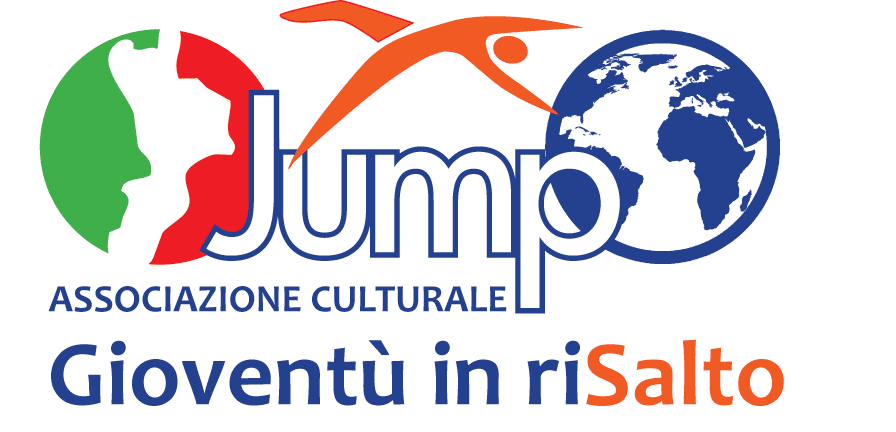 Jump
ASSOCIAZIONE CULTURALE
Gioventù in riSalto